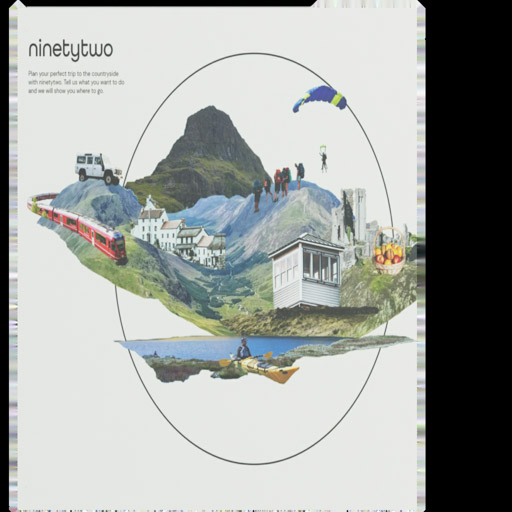 ninetytwo
Plan your perfect trip to the countryside
with ninetytwo. Tell us what you want to do
and we will show you where to go.